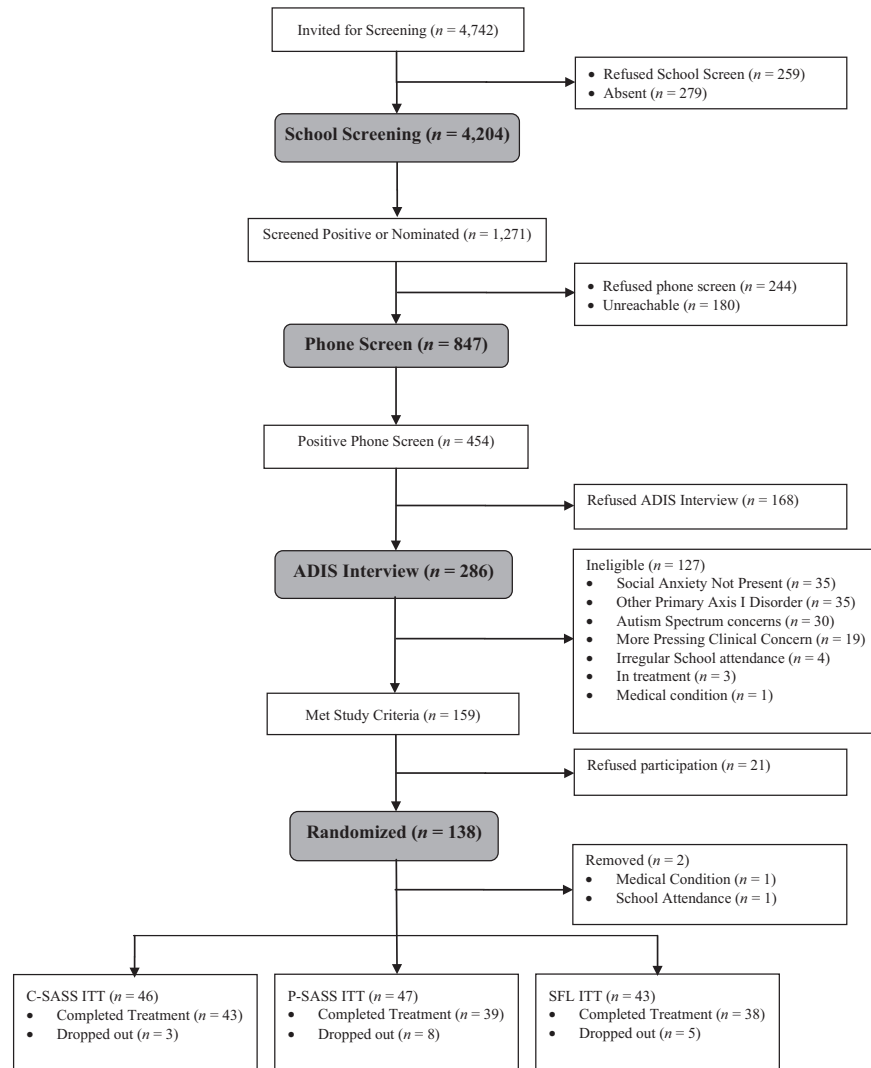 Invited for Screening (n = 4,742)
• Refused School Screen (n = 259)
• Absent (n = 279)
School Screening (n = 4,204)
Screened Positive or Nominated (n = 1,271)
• Refused phone screen (n = 244)
• Unreachable (n = 180)
Phone Screen (n = 847)
Positive Phone Screen (n = 454)
Refused ADIS Interview (n = 168)
ADIS Interview (n = 286)
Ineligible (n = 127)
• Social Anxiety Not Present (n = 35)
• Other Primary Axis I Disorder (n = 35)
• Autism Spectrum concerns (n = 30)
• More Pressing Clinical Concern (n = 19)
• Irregular School attendance (n = 4)
• In treatment (n = 3)
• Medical condition (n = 1)
Met Study Criteria (n = 159)
Refused participation (n = 21)
Randomized (n = 138)
Removed (n = 2)
• Medical Condition (n = 1)
• School Attendance (n = 1)
C-SASS ITT (n = 46)
• Completed Treatment (n = 43)
• Dropped out (n = 3)
P-SASS ITT (n = 47)
• Completed Treatment (n = 39)
• Dropped out (n = 8)
SFL ITT (n = 43)
• Completed Treatment (n = 38)
• Dropped out (n = 5)